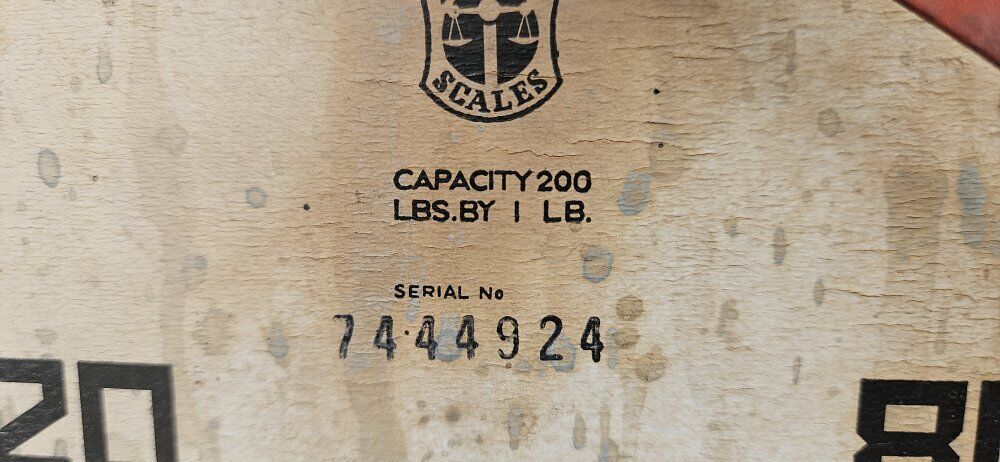 SCALES
CAPACITY 200
LBS. BY 1 LB.
SERIAL No
7444924